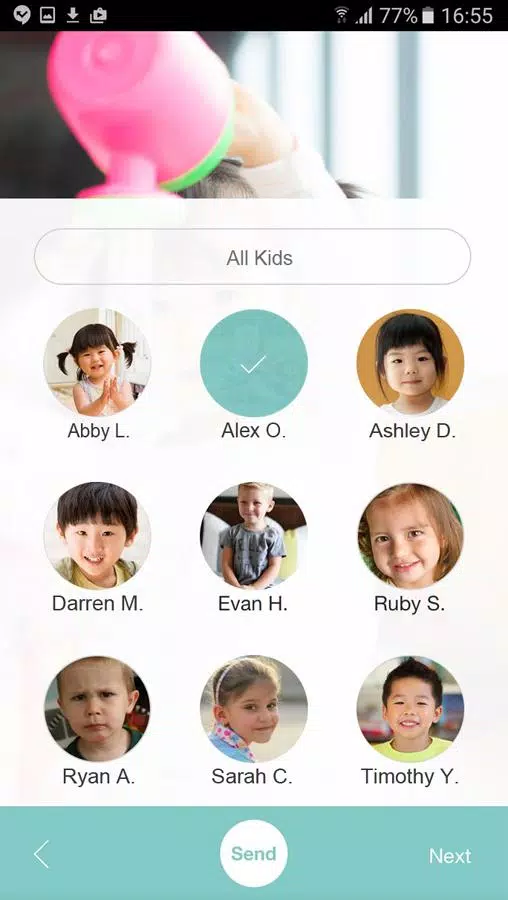 77% 16:55
All Kids
Abby L. Alex O. Ashley D.
Darren M. Evan H. Ruby S.
Ryan A. Sarah C. Timothy Y.
Send Next